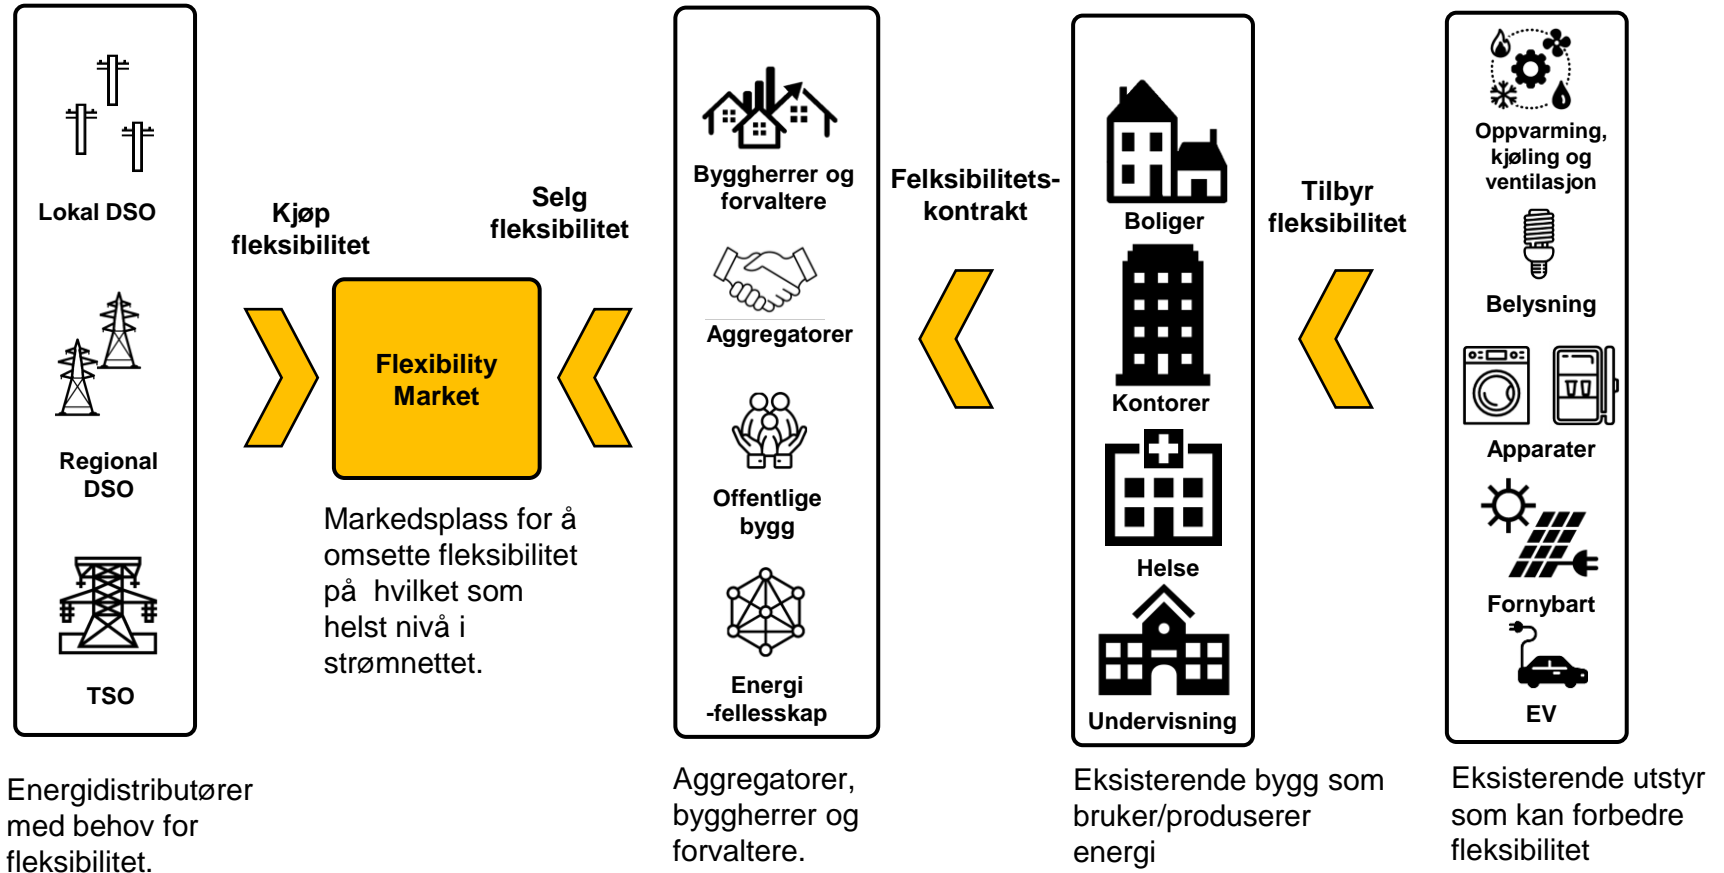 Lokal DSO
Regional
DSO
TSO
Energidistributører
med behov for
fleksibilitet.
Kjøp
fleksibilitet
Selg
fleksibilitet
Flexibility
Market
Markedsplass for å
omsette fleksibilitet
på  hvilket som
helst nivå i
strømnettet.
Byggherrer og
forvaltere
Aggregatorer
Offentlige
bygg
Energi
-fellesskap
Aggregatorer,
byggherrer og
forvaltere.
Felksibilitets-
kontrakt
Boliger
Kontorer
Helse
Undervisning
Eksisterende bygg som
bruker/produserer
energi
Tilbyr
fleksibilitet
Oppvarming,
kjøling og
ventilasjon
Belysning
Apparater
Fornybart
EV
Eksisterende utstyr
som kan forbedre
fleksibilitet